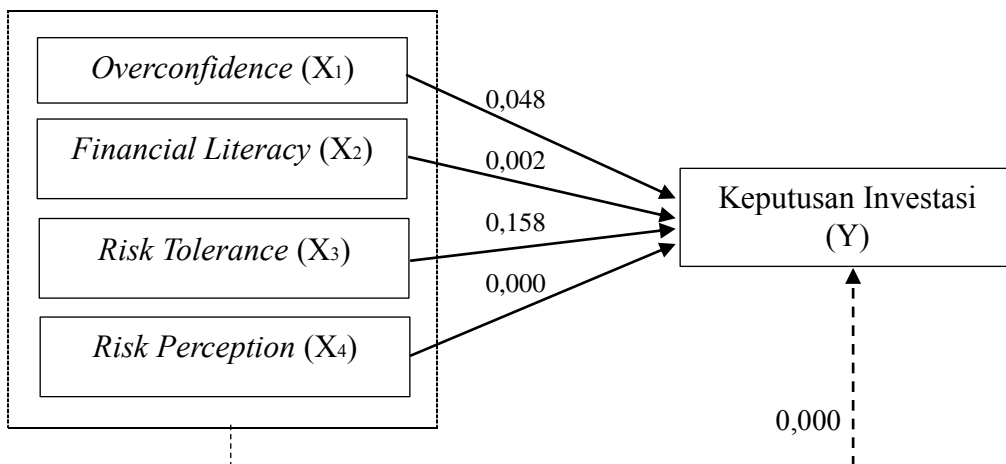 Overconfidence (X1)
0,048
Financial Literacy (X2)
0,002
Keputusan Investasi
(Y)
Risk Tolerance (X3)
0,158
0,000
Risk Perception (X4)
0,000